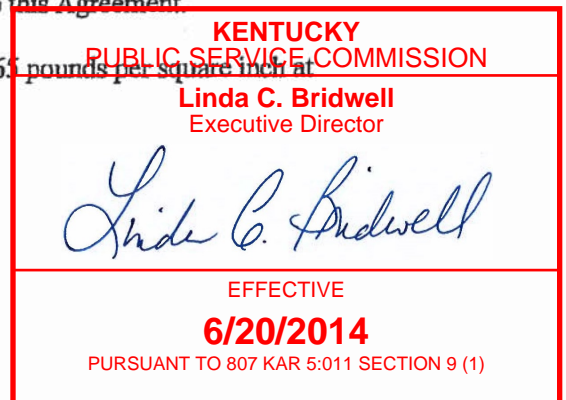 this Agreement.
KENTUCKY
PUBLIC SERVICE COMMISSION
pounds per square inch at
Linda C. Bridwell
Executive Director
Linda C. Bridwell
EFFECTIVE
6/20/2014
PURSUANT TO 807 KAR 5:011 SECTION 9 (1)